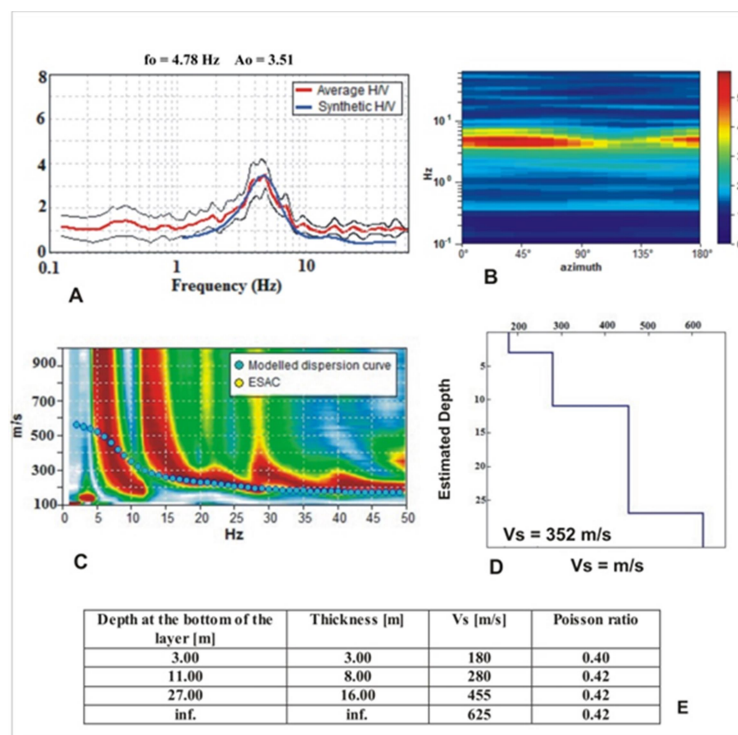 fo = 4.78 Hz Ao = 3.51
8
6
4
2
0
Average H/V
Synthetic H/V
0.1 1 10
A
Frequency (Hz)
10⁻¹
Hz
10⁰
10⁻¹
0° 45° 90° 135° 180°
B
azimuth
900
700
m/s
500
300
100
Modelled dispersion curve
ESAC
0 5 10 15 20 25 30 35 40 45 50
Hz
C
200 300 400 500 600
5
10
15
20
25
Estimated Depth
Vs = 352 m/s
D
Vs = m/s
Depth at the bottom of the layer [m] Thickness [m] Vs [m/s] Poisson ratio
3.00 3.00 180 0.40
11.00 8.00 280 0.42
27.00 16.00 455 0.42
inf. inf. 625 0.42
E